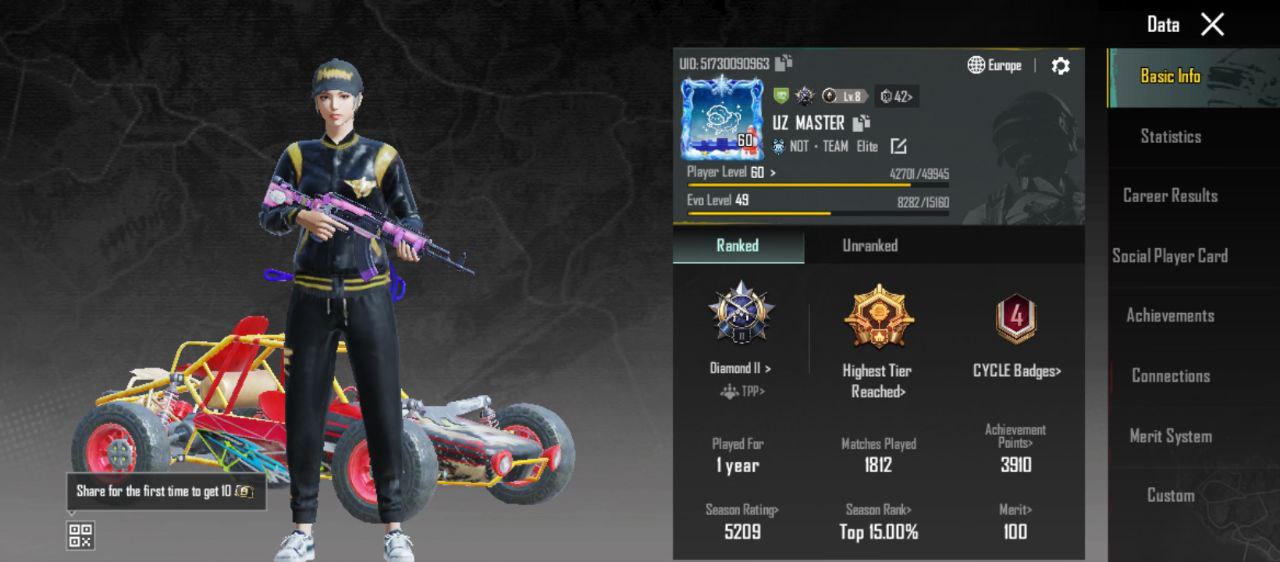 Data
UID: 51730090963
Europe
Basic Info
Lv.8
42>
UZ MASTER
60
NOT • TEAM Elite
Player Level 60 >
42701/49945
Evo Level 49
8282/15160
Ranked
Unranked
II
4
Diamond II >
Highest Tier
Reached>
CYCLE Badges>
TPP>
Played For
1 year
Matches Played
1812
Achievement
Points>
3910
Season Rating>
5209
Season Rank>
Top 15.00%
Merit>
100
Statistics
Career Results
Social Player Card
Achievements
Connections
Merit System
Custom
Share for the first time to get 10